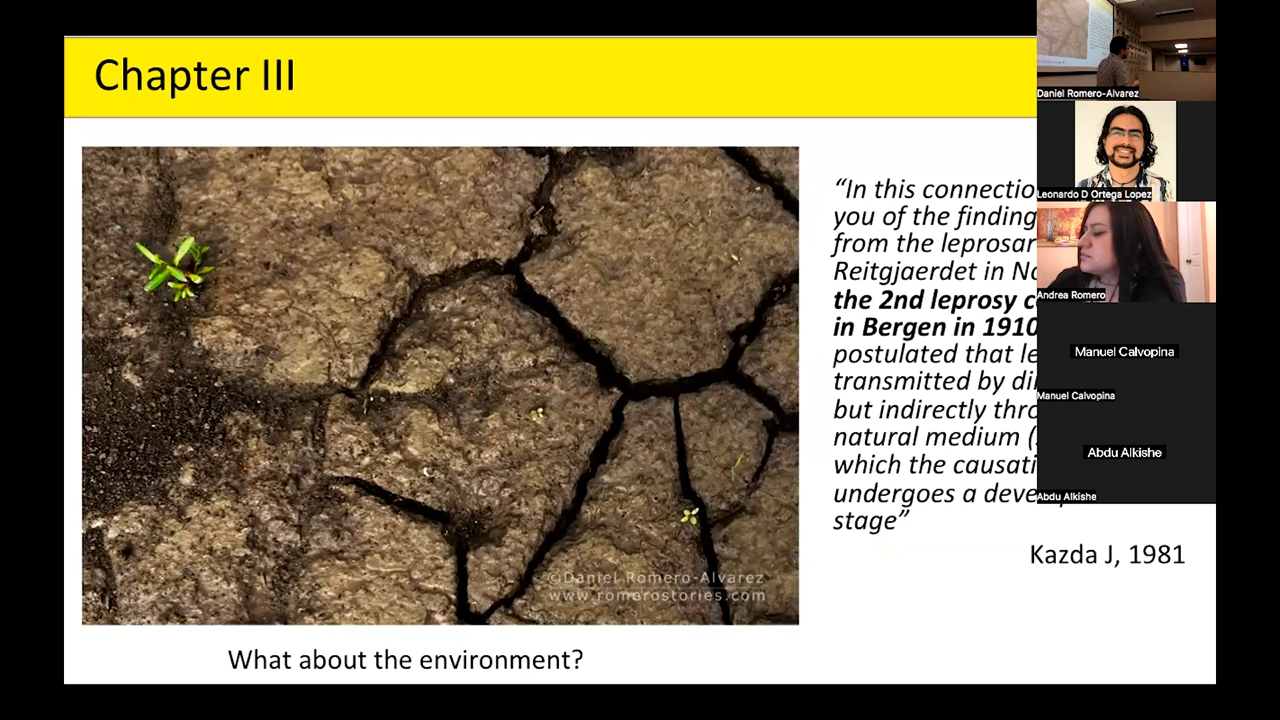 Chapter III
“In this connectio
you of the finding
from the leprosar
Reitgjaerdet in No
the 2nd leprosy c
in Bergen in 1910
postulated that le
transmitted by di
but indirectly thro
natural medium (
which the causati
undergoes a deve
stage”
Kazda J, 1981
©Daniel Romero-Alvarez
www.romerostories.com
What about the environment?
Daniel Romero-Alvarez
Leonardo D Ortega Lopez
Andrea Romero
Manuel Calvopina
Manuel Calvopina
Abdu Alkishe
Abdu Alkishe